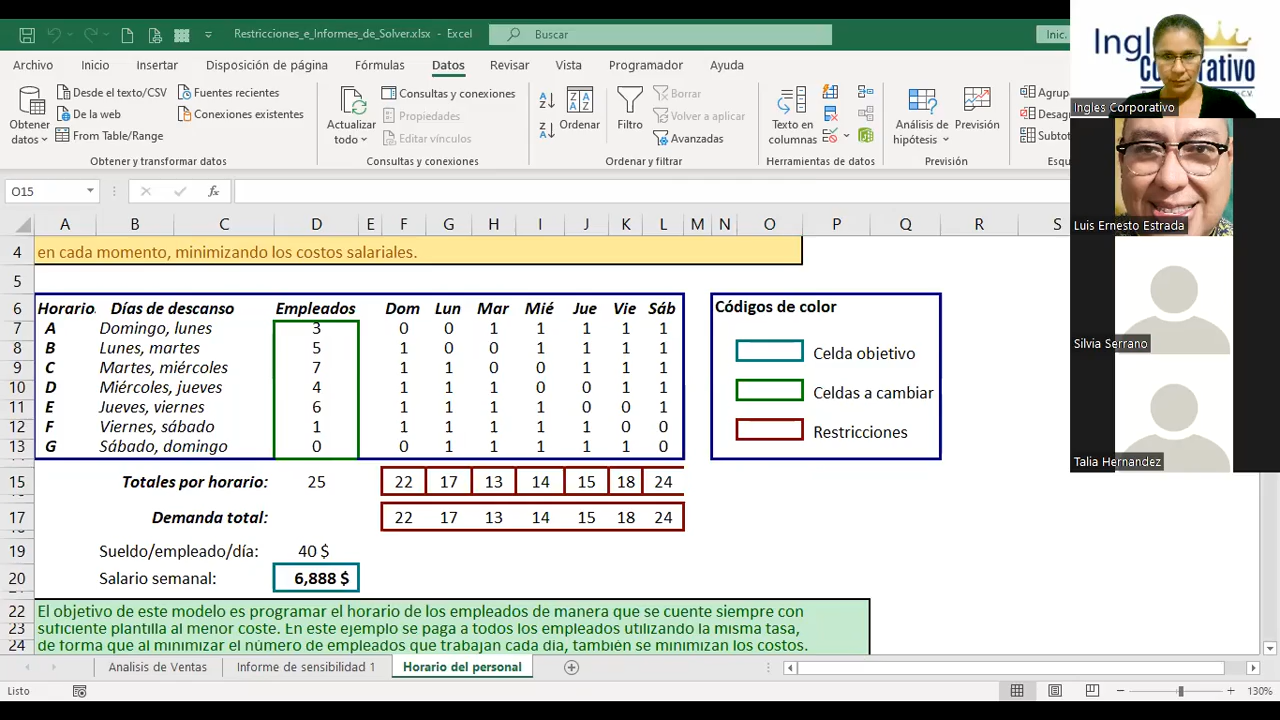 Restricciones_e_Informes_de_Solver.xlsx - Excel
Buscar
Inic.
Archivo Inicio Insertar Disposición de página Fórmulas Datos Revisar Vista Programador Ayuda
Obtener datos
Desde el texto/CSV
De la web
From Table/Range
Fuentes recientes
Conexiones existentes
Obtener y transformar datos
Actualizar todo
Consultas y conexiones
Propiedades
Editar vínculos
Consultas y conexiones
Ordenar
Filtro
Borrar
Volver a aplicar
Avanzadas
Ordenar y filtrar
Texto en columnas
Herramientas de datos
Análisis de hipótesis
Previsión
Previsión
Agrup
Desag
Subtot
Esqu
O15
fx
A B C D E F G H I J K L M N O P Q R S
4 en cada momento, minimizando los costos salariales.
5
6 Horario Días de descanso Empleados Dom Lun Mar Mié Jue Vie Sáb Códigos de color
7 A Domingo, lunes 3 0 0 1 1 1 1 1
8 B Lunes, martes 5 1 0 0 1 1 1 1 Celda objetivo
9 C Martes, miércoles 7 1 1 0 0 1 1 1
10 D Miércoles, jueves 4 1 1 1 0 0 1 1 Celdas a cambiar
11 E Jueves, viernes 6 1 1 1 1 0 0 1
12 F Viernes, sábado 1 1 1 1 1 1 0 0 Restricciones
13 G Sábado, domingo 0 0 1 1 1 1 1 0
15 Totales por horario: 25 22 17 13 14 15 18 24
17 Demanda total: 22 17 13 14 15 18 24
19 Sueldo/empleado/día: 40 $
20 Salario semanal: 6,888 $
22 El objetivo de este modelo es programar el horario de los empleados de manera que se cuente siempre con
23 suficiente plantilla al menor coste. En este ejemplo se paga a todos los empleados utilizando la misma tasa,
24 de forma que al minimizar el número de empleados que trabajan cada día, también se minimizan los costos.
Analisis de Ventas Informe de sensibilidad 1 Horario del personal
Listo
130%
Ingles Corporativo
Luis Ernesto Estrada
Silvia Serrano
Talia Hernandez